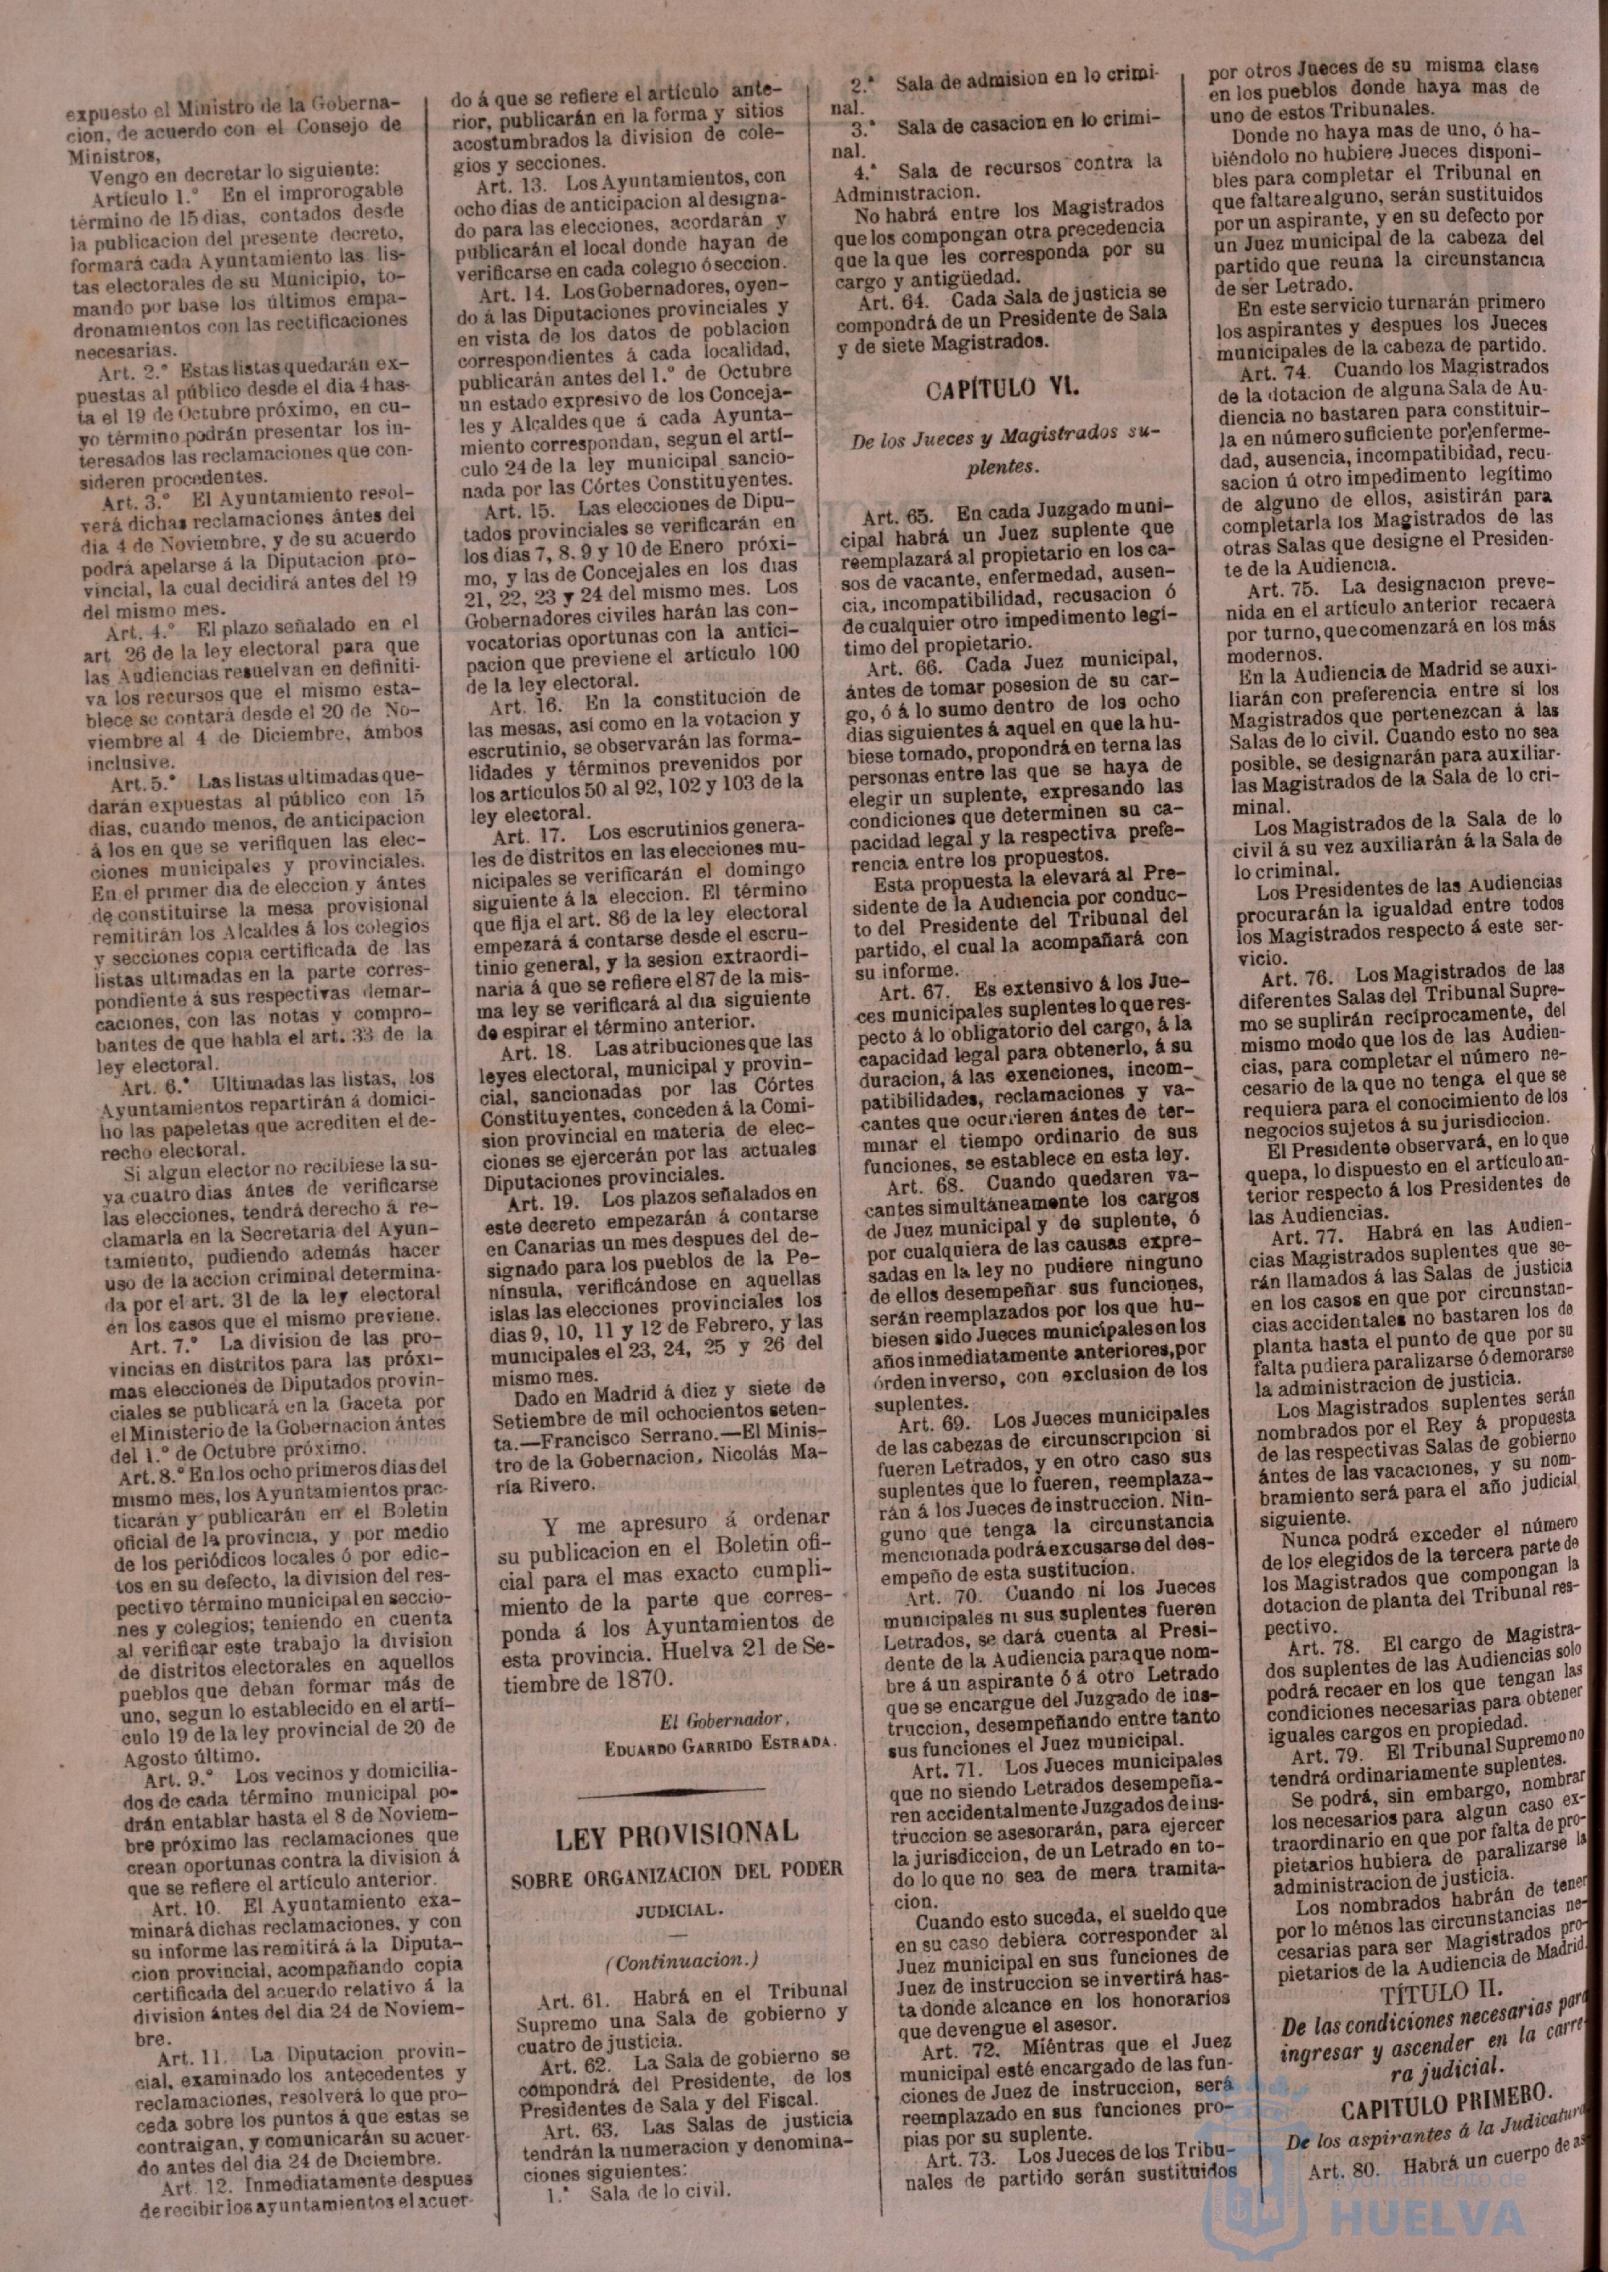 expuesto el Ministro de la Goberna-
cion, de acuerdo con el Consejo de
Ministros,
Vengo en decretar lo siguiente:
Artículo 1.º En el improrogable
término de 15 dias, contados desde
la publicacion del presente decreto,
formará cada Ayuntamiento las lis-
tas electorales de su Municipio, to-
mando por base los últimos empa-
dronamientos con las rectificaciones
necesarias.
Art. 2.º Estas listas quedarán ex-
puestas al público desde el dia 4 has-
ta el 19 de Octubre próximo, en cu-
yo término podrán presentar los in-
teresados las reclamaciones que con-
sideren procedentes.
Art. 3.º El Ayuntamiento resol-
verá dichas reclamaciones ántes del
dia 4 de Noviembre, y de su acuerdo
podrá apelarse á la Diputacion pro-
vincial, la cual decidirá antes del 19
del mismo mes.
Art. 4.º El plazo señalado en el
art. 26 de la ley electoral para que
las Audiencias resuelvan en definiti-
va los recursos que el mismo esta-
blece se contará desde el 20 de No-
viembre al 4 de Diciembre, ámbos
inclusive.
Art. 5.º Las listas ultimadas que-
darán expuestas al público con 15
dias, cuando menos, de anticipacion
á los en que se verifiquen las elec-
ciones municipales y provinciales.
En el primer dia de eleccion y ántes
de constituirse la mesa provisional
remitirán los Alcaldes á los colegios
y secciones copia certificada de las
listas ultimadas en la parte corres-
pondiente á sus respectivas demar-
caciones, con las notas y compro-
bantes de que habla el art. 33 de la
ley electoral.
Art. 6.º Ultimadas las listas, los
Ayuntamientos repartirán á domici-
lio las papeletas que acrediten el de-
recho electoral.
Si algun elector no recibiese la su-
ya cuatro dias ántes de verificarse
las elecciones, tendrá derecho á re-
clamarla en la Secretaría del Ayun-
tamiento, pudiendo además hacer
uso de la accion criminal determina-
da por el art. 31 de la ley electoral
en los casos que el mismo previene.
Art. 7.º La division de las pro-
vincias en distritos para las próxi-
mas elecciones de Diputados provin-
ciales se publicará en la Gaceta por
el Ministerio de la Gobernacion ántes
del 1.º de Octubre próximo.
Art. 8.º En los ocho primeros dias del
mismo mes, los Ayuntamientos prac-
ticarán y publicarán en el Boletin
oficial de la provincia, y por medio
de los periódicos locales ó por edic-
tos en su defecto, la division del res-
pectivo término municipal en seccio-
nes y colegios; teniendo en cuenta
al verificar este trabajo la division
de distritos electorales en aquellos
pueblos que deban formar más de
uno, segun lo establecido en el artí-
culo 19 de la ley provincial de 20 de
Agosto último.
Art. 9.º Los vecinos y domicilia-
dos de cada término municipal po-
drán entablar hasta el 8 de Noviem-
bre próximo las reclamaciones que
crean oportunas contra la division á
que se refiere el artículo anterior.
Art. 10. El Ayuntamiento exa-
minará dichas reclamaciones, y con
su informe las remitirá á la Diputa-
cion provincial, acompañando copia
certificada del acuerdo relativo á la
division ántes del dia 24 de Noviem-
bre.
Art. 11. La Diputacion provin-
cial, examinado los antecedentes y
reclamaciones, resolverá lo que pro-
ceda sobre los puntos á que estas se
contraigan, y comunicarán su acuer-
do antes del dia 24 de Diciembre.
Art. 12. Inmediatamente despues
de recibir los ayuntamientos el acuer-
do á que se refiere el artículo ante-
rior, publicarán en la forma y sitios
acostumbrados la division de cole-
gios y secciones.
Art. 13. Los Ayuntamientos, con
ocho dias de anticipacion al designa-
do para las elecciones, acordarán y
publicarán el local donde hayan de
verificarse en cada colegio ó seccion.
Art. 14. Los Gobernadores, oyen-
do á las Diputaciones provinciales y
en vista de los datos de poblacion
correspondientes á cada localidad,
publicarán antes del 1.º de Octubre
un estado expresivo de los Conceja-
les y Alcaldes que á cada Ayunta-
miento correspondan, segun el artí-
culo 24 de la ley municipal sancio-
nada por las Córtes Constituyentes.
Art. 15. Las elecciones de Dipu-
tados provinciales se verificarán en
los dias 7, 8, 9 y 10 de Enero próxi-
mo, y las de Concejales en los dias
21, 22, 23 y 24 del mismo mes. Los
Gobernadores civiles harán las con-
vocatorias oportunas con la antici-
pacion que previene el artículo 100
de la ley electoral.
Art. 16. En la constitucion de
las mesas, así como en la votacion y
escrutinio, se observarán las forma-
lidades y términos prevenidos por
los artículos 50 al 92, 102 y 103 de la
ley electoral.
Art. 17. Los escrutinios genera-
les de distritos en las elecciones mu-
nicipales se verificarán el domingo
siguiente á la eleccion. El término
que fija el art. 86 de la ley electoral
empezará á contarse desde el escru-
tinio general, y la sesion extraordi-
naria á que se refiere el 87 de la mis-
ma ley se verificará al dia siguiente
de espirar el término anterior.
Art. 18. Las atribuciones que las
leyes electoral, municipal y provin-
cial, sancionadas por las Córtes
Constituyentes, conceden á la Comi-
sion provincial en materia de elec-
ciones se ejercerán por las actuales
Diputaciones provinciales.
Art. 19. Los plazos señalados en
este decreto empezarán á contarse
en Canarias un mes despues del de-
signado para los pueblos de la Pe-
nínsula, verificándose en aquellas
islas las elecciones provinciales los
dias 9, 10, 11 y 12 de Febrero, y las
municipales el 23, 24, 25 y 26 del
mismo mes.
Dado en Madrid á diez y siete de
Setiembre de mil ochocientos seten-
ta.—Francisco Serrano.—El Minis-
tro de la Gobernacion, Nicolás Ma-
ría Rivero.
Y me apresuro á ordenar
su publicacion en el Boletin ofi-
cial para el mas exacto cumpli-
miento de la parte que corres-
ponda á los Ayuntamientos de
esta provincia. Huelva 21 de Se-
tiembre de 1870.
El Gobernador,
EDUARDO GARRIDO ESTRADA.
LEY PROVISIONAL
SOBRE ORGANIZACION DEL PODER
JUDICIAL.
(Continuacion.)
Art. 61. Habrá en el Tribunal
Supremo una Sala de gobierno y
cuatro de justicia.
Art. 62. La Sala de gobierno se
compondrá del Presidente, de los
Presidentes de Sala y del Fiscal.
Art. 63. Las Salas de justicia
tendrán la numeracion y denomina-
ciones siguientes:
1.ª Sala de lo civil.
2.ª Sala de admision en lo crimi-
nal.
3.ª Sala de casacion en lo crimi-
nal.
4.ª Sala de recursos contra la
Administracion.
No habrá entre los Magistrados
que los compongan otra precedencia
que la que les corresponda por su
cargo y antigüedad.
Art. 64. Cada Sala de justicia se
compondrá de un Presidente de Sala
y de siete Magistrados.
CAPÍTULO VI.
De los Jueces y Magistrados su-
plentes.
Art. 65. En cada Juzgado muni-
cipal habrá un Juez suplente que
reemplazará al propietario en los ca-
sos de vacante, enfermedad, ausen-
cia, incompatibilidad, recusacion ó
de cualquier otro impedimento legí-
timo del propietario.
Art. 66. Cada Juez municipal,
ántes de tomar posesion de su car-
go, ó á lo sumo dentro de los ocho
dias siguientes á aquel en que la hu-
biese tomado, propondrá en terna las
personas entre las que se haya de
elegir un suplente, expresando las
condiciones que determinen su ca-
pacidad legal y la respectiva prefe-
rencia entre los propuestos.
Esta propuesta la elevará al Pre-
sidente de la Audiencia por conduc-
to del Presidente del Tribunal del
partido, el cual la acompañará con
su informe.
Art. 67. Es extensivo á los Jue-
ces municipales suplentes lo que res-
pecto á lo obligatorio del cargo, á la
capacidad legal para obtenerlo, á su
duracion, á las exenciones, incom-
patibilidades, reclamaciones y va-
cantes que ocurrieren ántes de ter-
minar el tiempo ordinario de sus
funciones, se establece en esta ley.
Art. 68. Cuando quedaren va-
cantes simultáneamente los cargos
de Juez municipal y de suplente, ó
por cualquiera de las causas expre-
sadas en la ley no pudiere ninguno
de ellos desempeñar sus funciones,
serán reemplazados por los que hu-
biesen sido Jueces municipales en los
años inmediatamente anteriores, por
órden inverso, con exclusion de los
suplentes.
Art. 69. Los Jueces municipales
de las cabezas de circunscripcion si
fueren Letrados, y en otro caso sus
suplentes que lo fueren, reemplaza-
rán á los Jueces de instruccion. Nin-
guno que tenga la circunstancia
mencionada podrá excusarse del des-
empeño de esta sustitucion.
Art. 70. Cuando ni los Jueces
municipales ni sus suplentes fueren
Letrados, se dará cuenta al Presi-
dente de la Audiencia para que nom-
bre á un aspirante ó á otro Letrado
que se encargue del Juzgado de ins-
truccion, desempeñando entre tanto
sus funciones el Juez municipal.
Art. 71. Los Jueces municipales
que no siendo Letrados desempeña-
ren accidentalmente Juzgados de ins-
truccion se asesorarán, para ejercer
la jurisdiccion, de un Letrado en to-
do lo que no sea de mera tramita-
cion.
Cuando esto suceda, el sueldo que
en su caso debiera corresponder al
Juez municipal en sus funciones de
Juez de instruccion se invertirá has-
ta donde alcance en los honorarios
que devengue el asesor.
Art. 72. Miéntras que el Juez
municipal esté encargado de las fun-
ciones de Juez de instruccion, será
reemplazado en sus funciones pro-
pias por su suplente.
Art. 73. Los Jueces de los Tribu-
nales de partido serán sustituidos
por otros Jueces de su misma clase
en los pueblos donde haya mas de
uno de estos Tribunales.
Donde no haya mas de uno, ó ha-
biéndolo no hubiere Jueces disponi-
bles para completar el Tribunal en
que faltare alguno, serán sustituidos
por un aspirante, y en su defecto por
un Juez municipal de la cabeza del
partido que reuna la circunstancia
de ser Letrado.
En este servicio turnarán primero
los aspirantes y despues los Jueces
municipales de la cabeza de partido.
Art. 74. Cuando los Magistrados
de la dotacion de alguna Sala de Au-
diencia no bastaren para constituir-
la en número suficiente por enferme-
dad, ausencia, incompatibidad, recu-
sacion ú otro impedimento legítimo
de alguno de ellos, asistirán para
completarla los Magistrados de las
otras Salas que designe el Presiden-
te de la Audiencia.
Art. 75. La designacion preve-
nida en el artículo anterior recaerá
por turno, que comenzará en los más
modernos.
En la Audiencia de Madrid se auxi-
liarán con preferencia entre sí los
Magistrados que pertenezcan á las
Salas de lo civil. Cuando esto no sea
posible, se designarán para auxiliar-
las Magistrados de la Sala de lo cri-
minal.
Los Magistrados de la Sala de lo
civil á su vez auxiliarán á la Sala de
lo criminal.
Los Presidentes de las Audiencias
procurarán la igualdad entre todos
los Magistrados respecto á este ser-
vicio.
Art. 76. Los Magistrados de las
diferentes Salas del Tribunal Supre-
mo se suplirán recíprocamente, del
mismo modo que los de las Audien-
cias, para completar el número ne-
cesario de la que no tenga el que se
requiera para el conocimiento de los
negocios sujetos á su jurisdiccion.
El Presidente observará, en lo que
quepa, lo dispuesto en el artículo an-
terior respecto á los Presidentes de
las Audiencias.
Art. 77. Habrá en las Audien-
cias Magistrados suplentes que se-
rán llamados á las Salas de justicia
en los casos en que por circunstan-
cias accidentales no bastaren los de
planta hasta el punto de que por su
falta pudiera paralizarse ó demorarse
la administracion de justicia.
Los Magistrados suplentes serán
nombrados por el Rey á propuesta
de las respectivas Salas de gobierno
ántes de las vacaciones, y su nom-
bramiento será para el año judicial
siguiente.
Nunca podrá exceder el número
de los elegidos de la tercera parte de
los Magistrados que compongan la
dotacion de planta del Tribunal res-
pectivo.
Art. 78. El cargo de Magistra-
dos suplentes de las Audiencias solo
podrá recaer en los que tengan las
condiciones necesarias para obtener
iguales cargos en propiedad.
Art. 79. El Tribunal Supremo no
tendrá ordinariamente suplentes.
Se podrá, sin embargo, nombrar
los necesarios para algun caso ex-
traordinario en que por falta de pro-
pietarios hubiera de paralizarse la
administracion de justicia.
Los nombrados habrán de tener
por lo ménos las circunstancias ne-
cesarias para ser Magistrados pro-
pietarios de la Audiencia de Madrid.
TÍTULO II.
De las condiciones necesarias para
ingresar y ascender en la carre-
ra judicial.
CAPITULO PRIMERO.
De los aspirantes á la Judicatura
Art. 80. Habrá un cuerpo de as
Ayuntamiento de
HUELVA